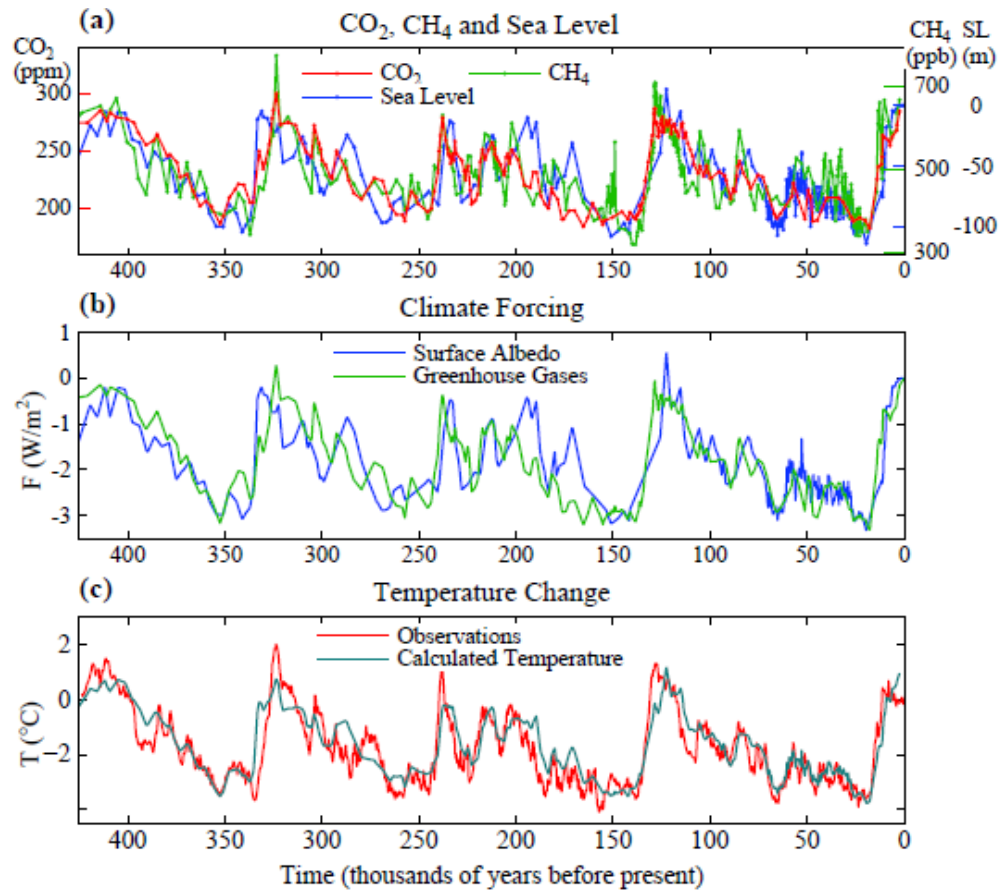 (a) CO₂, CH₄ and Sea Level
CO₂ (ppm)
CH₄ (ppb)
SL (m)
CO₂
CH₄
Sea Level
300
250
200
700
500
300
0
-50
-100
400 350 300 250 200 150 100 50 0
(b) Climate Forcing
Surface Albedo
Greenhouse Gases
F (W/m²)
1
0
-1
-2
-3
400 350 300 250 200 150 100 50 0
(c) Temperature Change
Observations
Calculated Temperature
T (°C)
2
0
−2
400 350 300 250 200 150 100 50 0
Time (thousands of years before present)